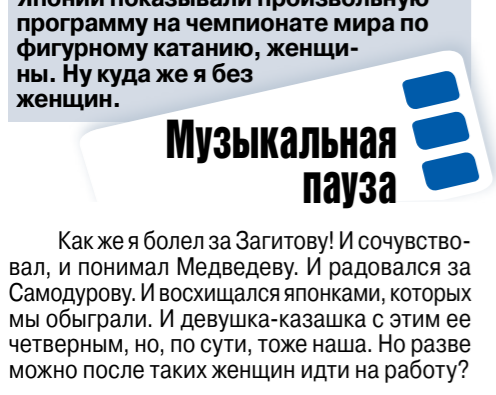 Японии показывали произвольную
программу на чемпионате мира по
фигурному катанию, женщи-
ны. Ну куда же я без
женщин.
Музыкальная
пауза
Как же я болел за Загитову! И сочувство-
вал, и понимал Медведеву. И радовался за
Самодурову. И восхищался японками, которых
мы обыграли. И девушка-казашка с этим ее
четверным, но, по сути, тоже наша. Но разве
можно после таких женщин идти на работу?